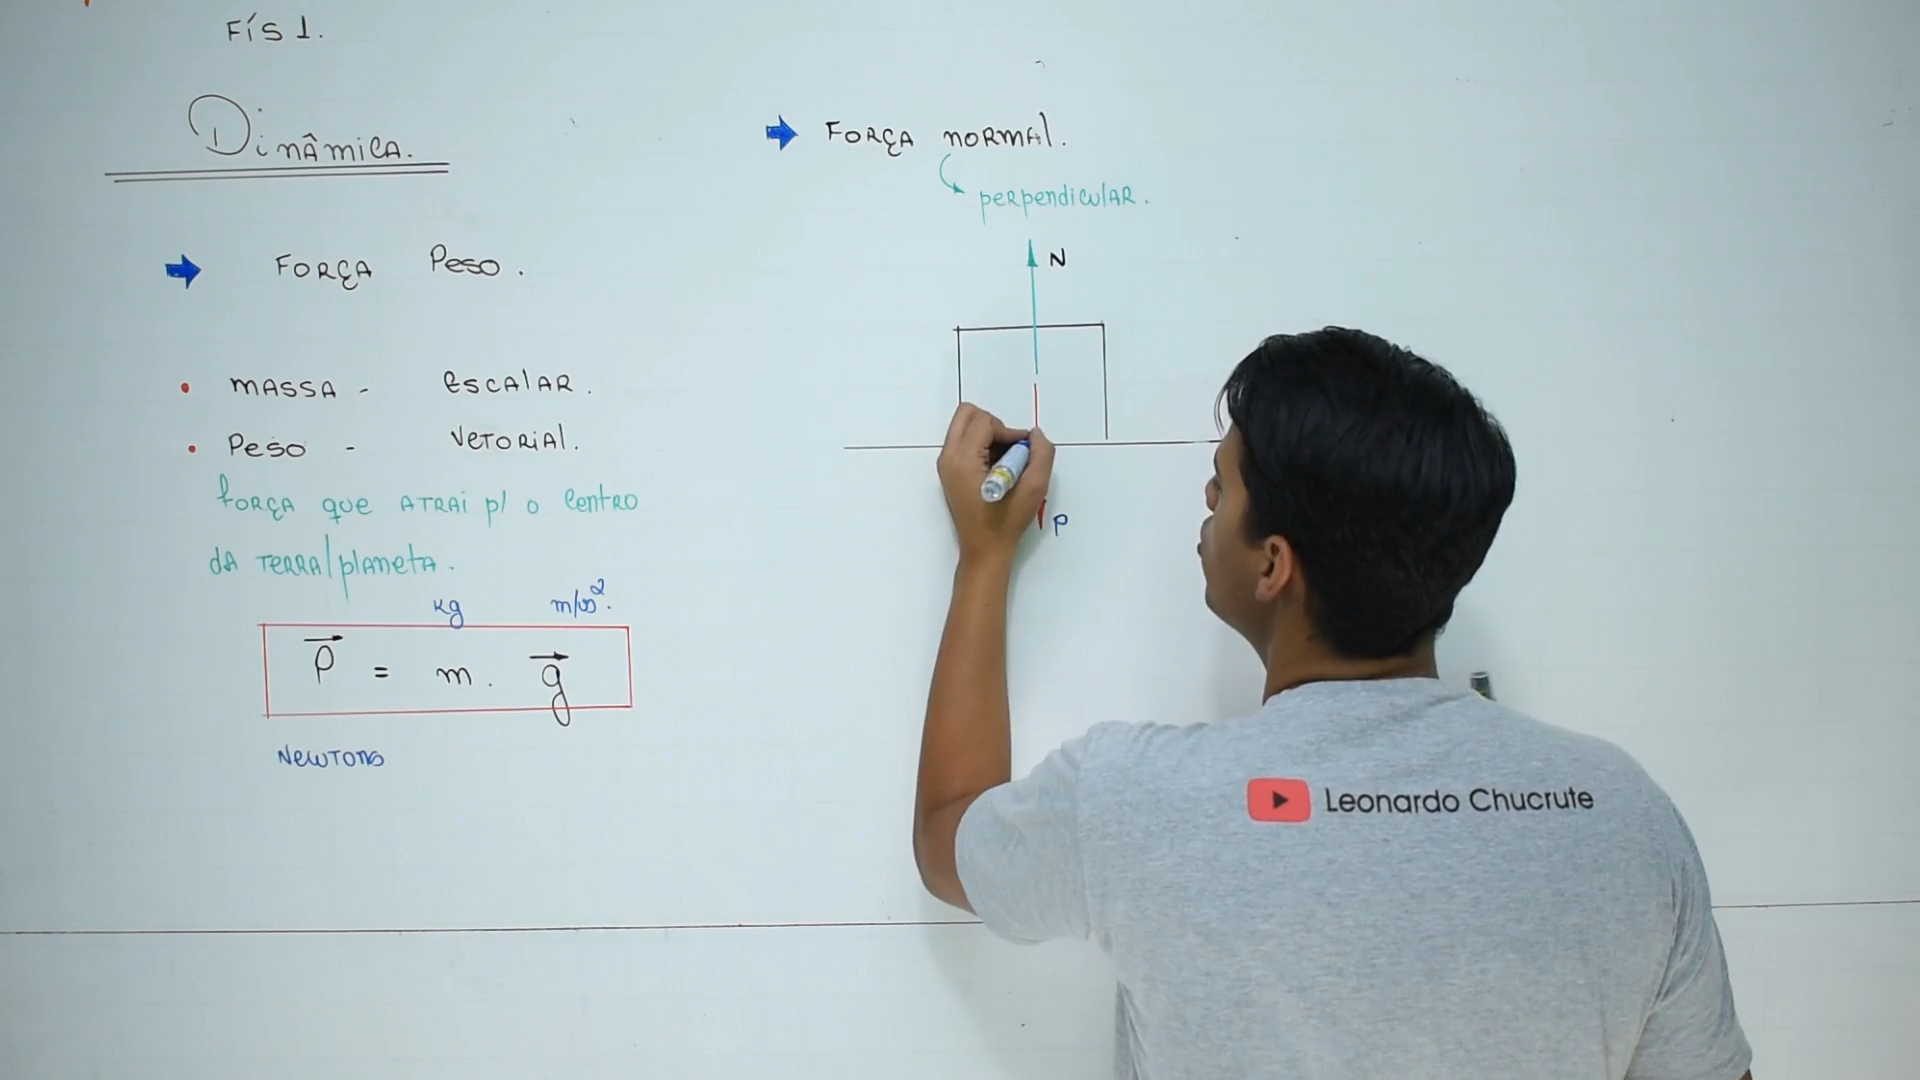 Fís 1.
Dinâmica.
Força Peso.
• massa - escalar.
• Peso - Vetorial.
força que atrai p/ o centro
da terra/planeta.
kg m/s².
P = m . g
Newtons
Força normal.
perpendicular.
N
P
Leonardo Chucrute